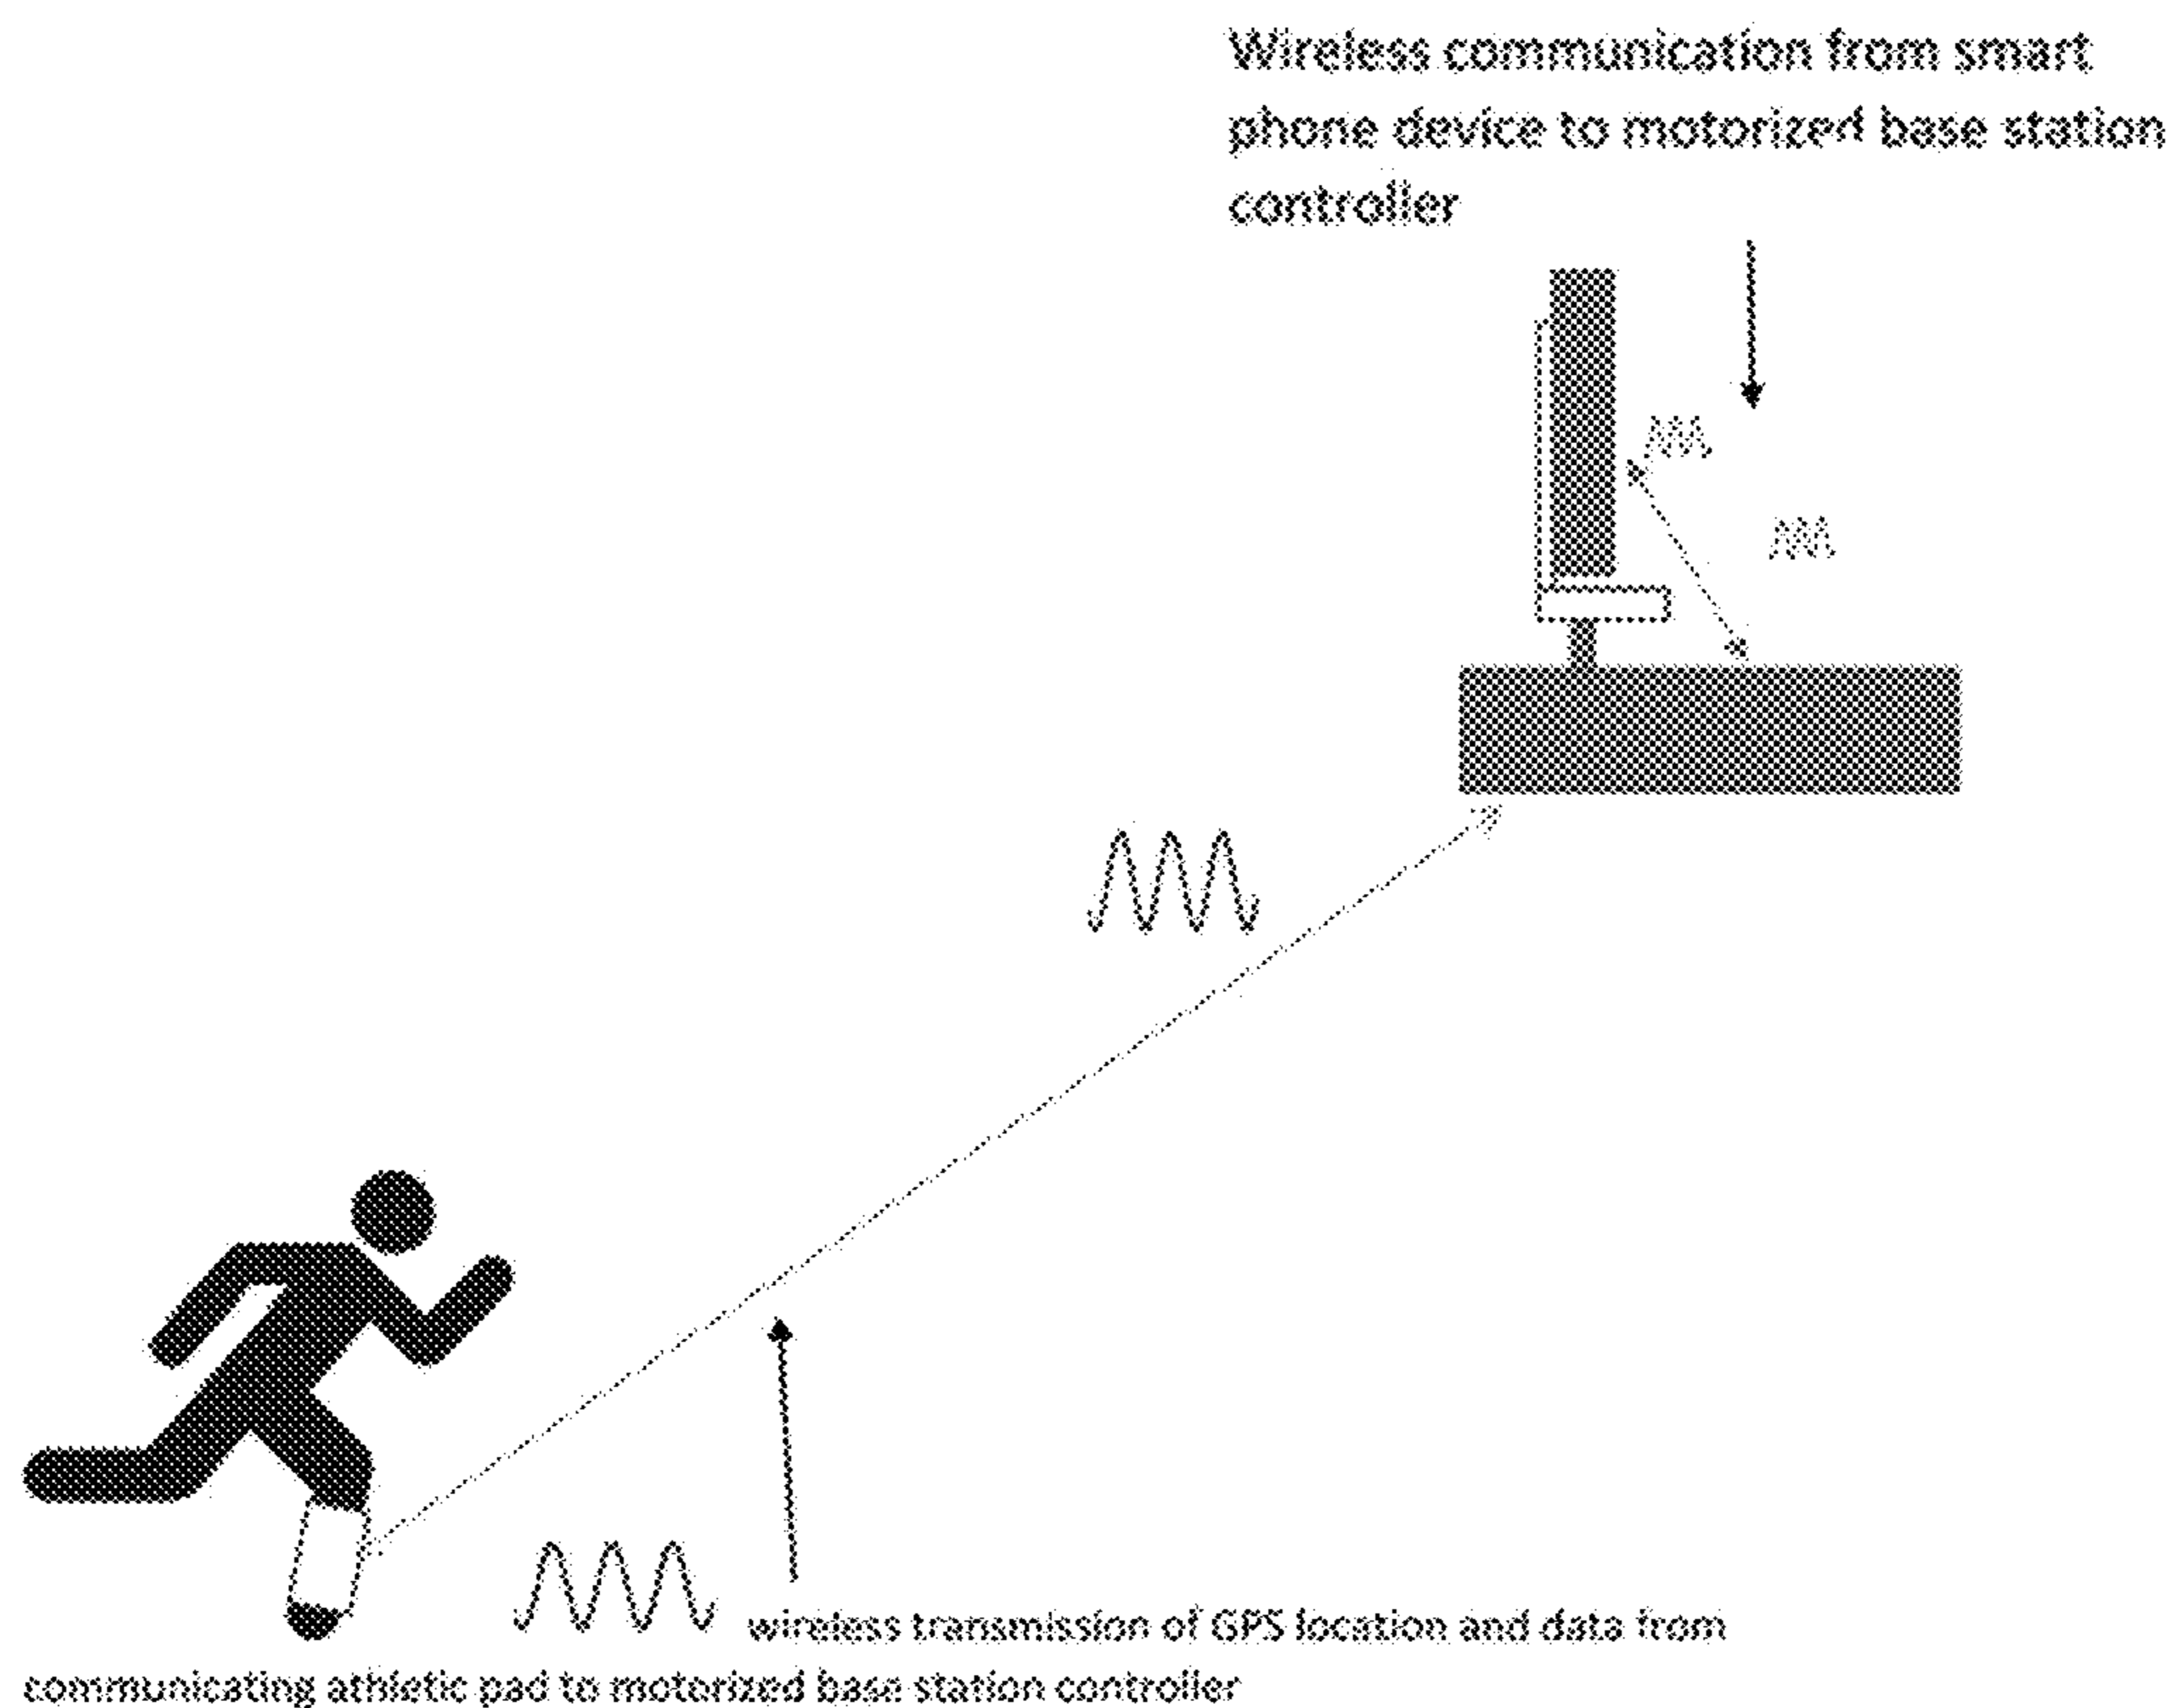 Wireless communication from smart
phone device to motorized base station
controller
wireless transmission of GPS location and data from
communicating athletic pad to motorized base station controller